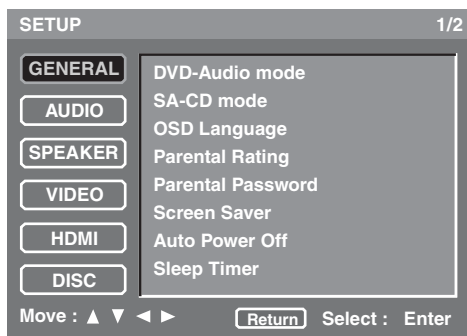 SETUP 1/2
GENERAL
AUDIO
SPEAKER
VIDEO
HDMI
DISC
DVD-Audio mode
SA-CD mode
OSD Language
Parental Rating
Parental Password
Screen Saver
Auto Power Off
Sleep Timer
Move : ▲ ▼ ◄ ► Return Select : Enter